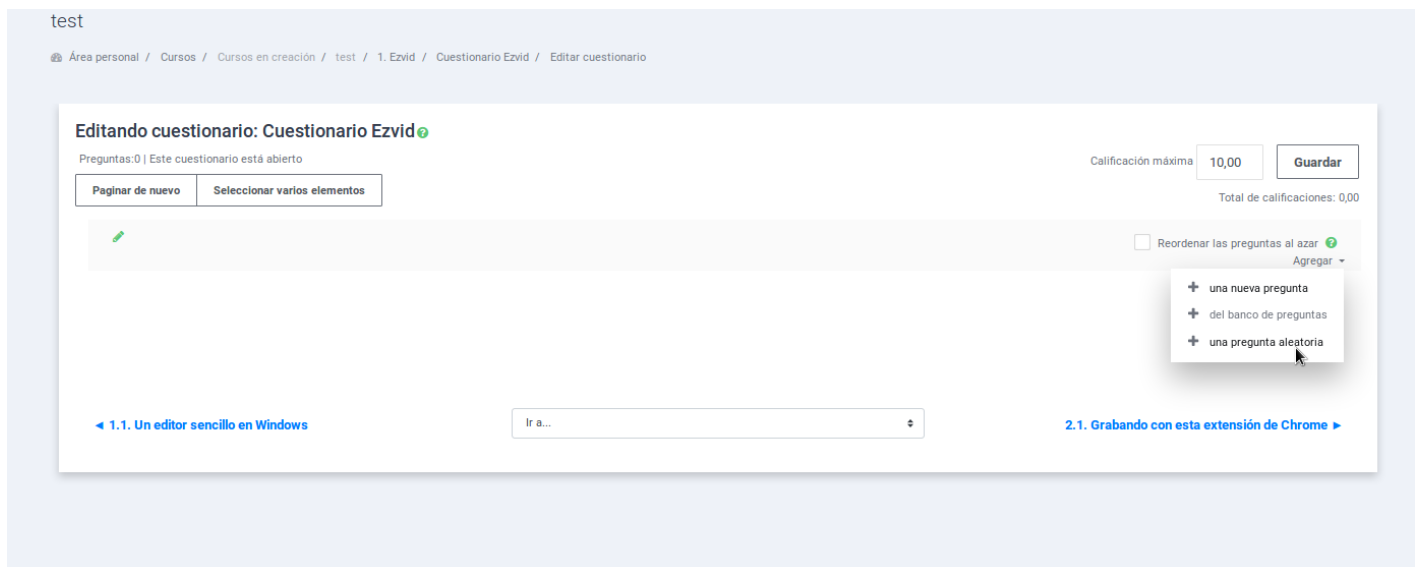 test
Área personal / Cursos / Cursos en creación / test / 1. Ezvid / Cuestionario Ezvid / Editar cuestionario
Editando cuestionario: Cuestionario Ezvid
Preguntas:0 | Este cuestionario está abierto
Calificación máxima 10,00 Guardar
Paginar de nuevo Seleccionar varios elementos
Total de calificaciones: 0,00
Reordenar las preguntas al azar
Agregar
una nueva pregunta
del banco de preguntas
una pregunta aleatoria
◄ 1.1. Un editor sencillo en Windows
Ir a...
2.1. Grabando con esta extensión de Chrome ►